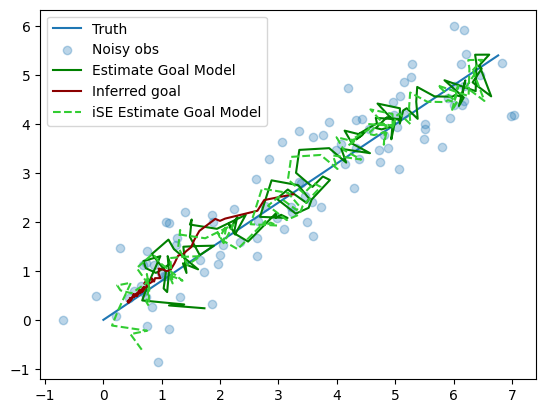 Truth
Noisy obs
Estimate Goal Model
Inferred goal
iSE Estimate Goal Model
6
5
4
3
2
1
0
−1
−1 0 1 2 3 4 5 6 7